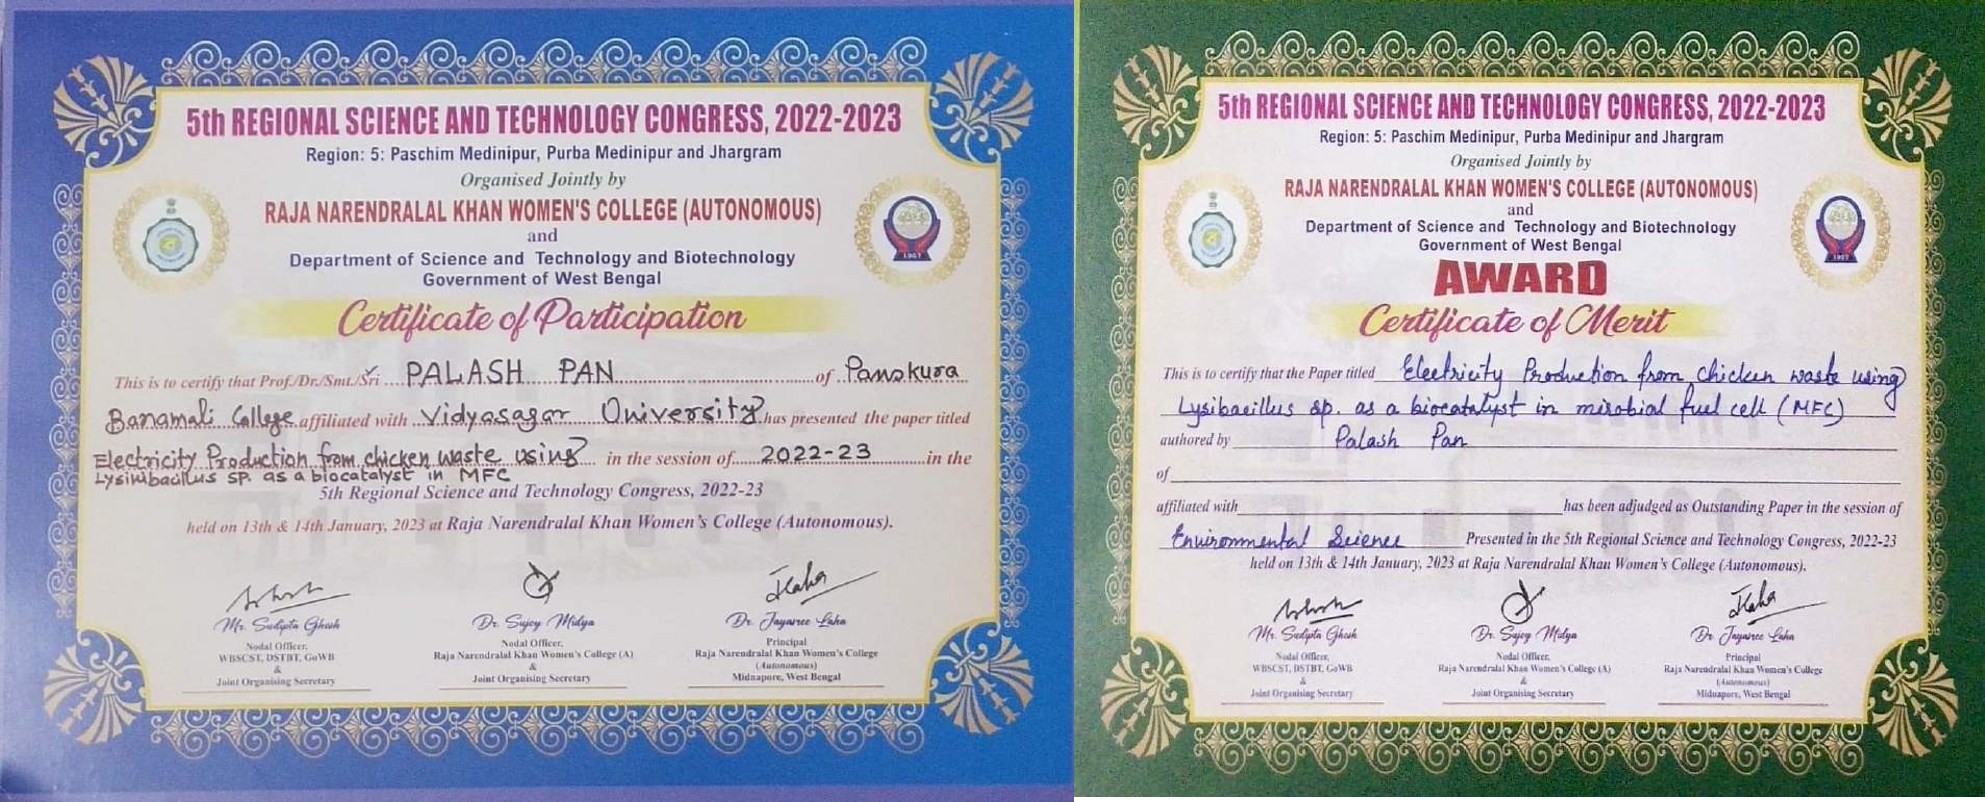 5th REGIONAL SCIENCE AND TECHNOLOGY CONGRESS, 2022-2023
Region: 5: Paschim Medinipur, Purba Medinipur and Jhargram
Organised Jointly by
RAJA NARENDRALAL KHAN WOMEN'S COLLEGE (AUTONOMOUS)
and
Department of Science and Technology and Biotechnology
Government of West Bengal
Certificate of Participation
This is to certify that Prof./Dr./Smt./Sri PALASH PAN of Panskura
Banamali College affiliated with Vidyasagar University has presented the paper titled
Electricity Production from chicken waste using in the session of 2022-23 in the
Lysinibacillus sp. as a biocatalyst in MFC
5th Regional Science and Technology Congress, 2022-23
held on 13th & 14th January, 2023 at Raja Narendralal Khan Women's College (Autonomous).
Mr. Sudipta Ghosh
Nodal Officer,
WBSCST, DSTBT, GoWB
&
Joint Organising Secretary
Dr. Sujoy Midya
Nodal Officer,
Raja Narendralal Khan Women's College (A)
&
Joint Organising Secretary
Dr. Jayasree Laha
Principal
Raja Narendralal Khan Women's College
(Autonomous)
Midnapore, West Bengal
1957
5th REGIONAL SCIENCE AND TECHNOLOGY CONGRESS, 2022-2023
Region: 5: Paschim Medinipur, Purba Medinipur and Jhargram
Organised Jointly by
RAJA NARENDRALAL KHAN WOMEN'S COLLEGE (AUTONOMOUS)
and
Department of Science and Technology and Biotechnology
Government of West Bengal
AWARD
Certificate of Merit
This is to certify that the Paper titled Electricity Production from chicken waste using
Lysibacillus sp. as a biocatalyst in mirobial fuel cell (MFC)
authored by Palash Pan
of
affiliated with has been adjudged as Outstanding Paper in the session of
Environmental Science Presented in the 5th Regional Science and Technology Congress, 2022-23
held on 13th & 14th January, 2023 at Raja Narendralal Khan Women's College (Autonomous).
Mr. Sudipta Ghosh
Nodal Officer,
WBSCST, DSTBT, GoWB
&
Joint Organising Secretary
Dr. Sujoy Midya
Nodal Officer,
Raja Narendralal Khan Women's College (A)
&
Joint Organising Secretary
Dr. Jayasree Laha
Principal
Raja Narendralal Khan Women's College
(Autonomous)
Midnapore, West Bengal
1957